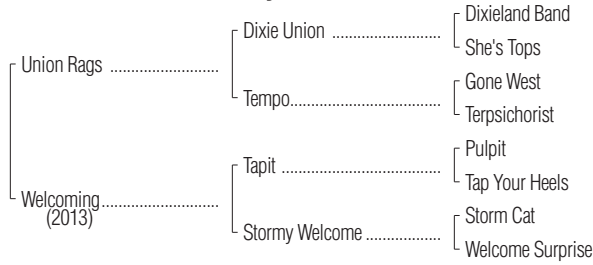 Dixieland Band
Dixie Union ........................
She's Tops
Union Rags ........................
Gone West
Tempo.................................
Terpsichorist
Pulpit
Tapit ...................................
Tap Your Heels
Welcoming..........................
(2013)
Storm Cat
Stormy Welcome .................
Welcome Surprise